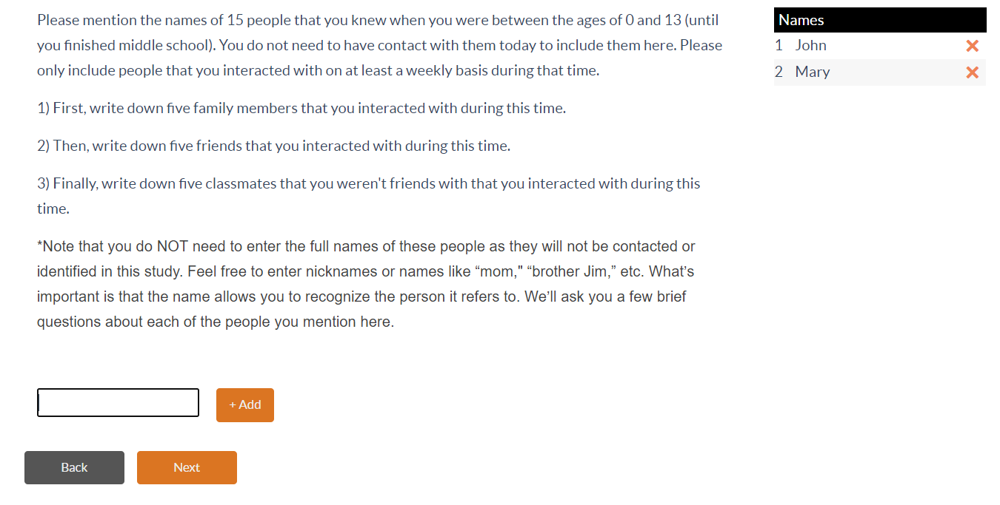 Please mention the names of 15 people that you knew when you were between the ages of 0 and 13 (until
you finished middle school). You do not need to have contact with them today to include them here. Please
only include people that you interacted with on at least a weekly basis during that time.
1) First, write down five family members that you interacted with during this time.
2) Then, write down five friends that you interacted with during this time.
3) Finally, write down five classmates that you weren't friends with that you interacted with during this
time.
*Note that you do NOT need to enter the full names of these people as they will not be contacted or
identified in this study. Feel free to enter nicknames or names like “mom," “brother Jim,” etc. What’s
important is that the name allows you to recognize the person it refers to. We’ll ask you a few brief
questions about each of the people you mention here.
+ Add
Back Next
Names
1 John
2 Mary